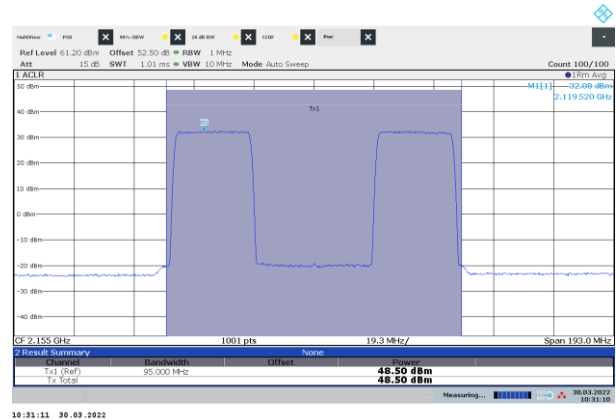 MultiView PSD 99% OBW 26 dB BW CCDF Pwr
Ref Level 61.20 dBm Offset 52.50 dB RBW 1 MHz
Att 15 dB SWT 1.01 ms VBW 10 MHz Mode Auto Sweep Count 100/100
1 ACLR 1Rm Avg
50 dBm M1[1] 32.08 dBm
2.119520 GHz
Tx1
40 dBm
M1
30 dBm
20 dBm
10 dBm
0 dBm
-10 dBm
-20 dBm
-30 dBm
-40 dBm
CF 2.155 GHz 1001 pts 19.3 MHz/ Span 193.0 MHz
2 Result Summary None
Channel Bandwidth Offset Power
Tx1 (Ref) 95.000 MHz 48.50 dBm
Tx Total 48.50 dBm
Measuring... 30.03.2022
10:31:10
10:31:11 30.03.2022